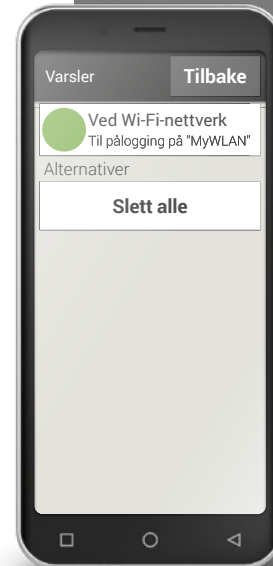 Varsler
Tilbake
Ved Wi-Fi-nettverk
Til pålogging på "MyWLAN"
Alternativer
Slett alle